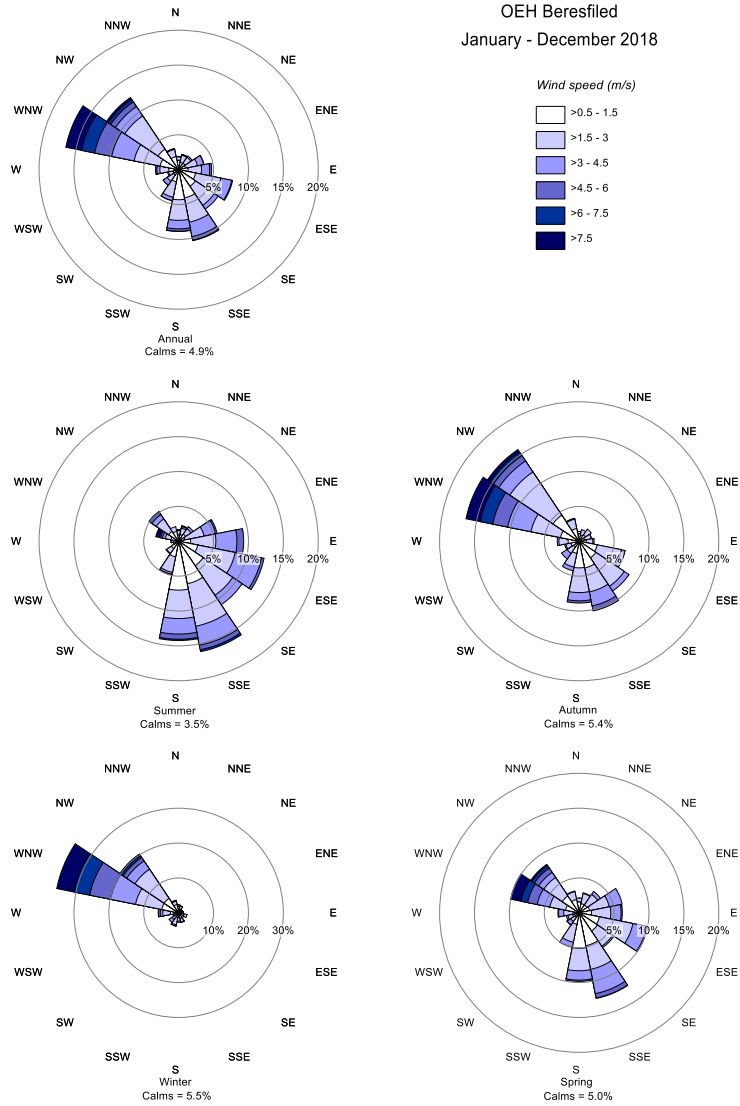 OEH Beresfiled
January - December 2018
Wind speed (m/s)
>0.5 - 1.5
>1.5 - 3
>3 - 4.5
>4.5 - 6
>6 - 7.5
>7.5
N
NNW NNE
NW NE
WNW ENE
W E
5% 10% 15% 20%
WSW ESE
SW SE
SSW SSE
S
Annual
Calms = 4.9%
N
NNW NNE
NW NE
WNW ENE
W E
5% 10% 15% 20%
WSW ESE
SW SE
SSW SSE
S
Summer
Calms = 3.5%
N
NNW NNE
NW NE
WNW ENE
W E
5% 10% 15% 20%
WSW ESE
SW SE
SSW SSE
S
Autumn
Calms = 5.4%
N
NNW NNE
NW NE
WNW ENE
W E
10% 20% 30%
WSW ESE
SW SE
SSW SSE
S
Winter
Calms = 5.5%
N
NNW NNE
NW NE
WNW ENE
W E
5% 10% 15% 20%
WSW ESE
SW SE
SSW SSE
S
Spring
Calms = 5.0%